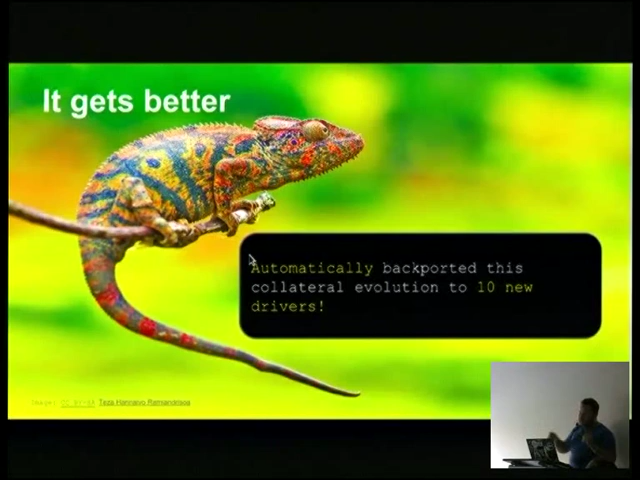 It gets better
Automatically backported this
collateral evolution to 10 new
drivers!